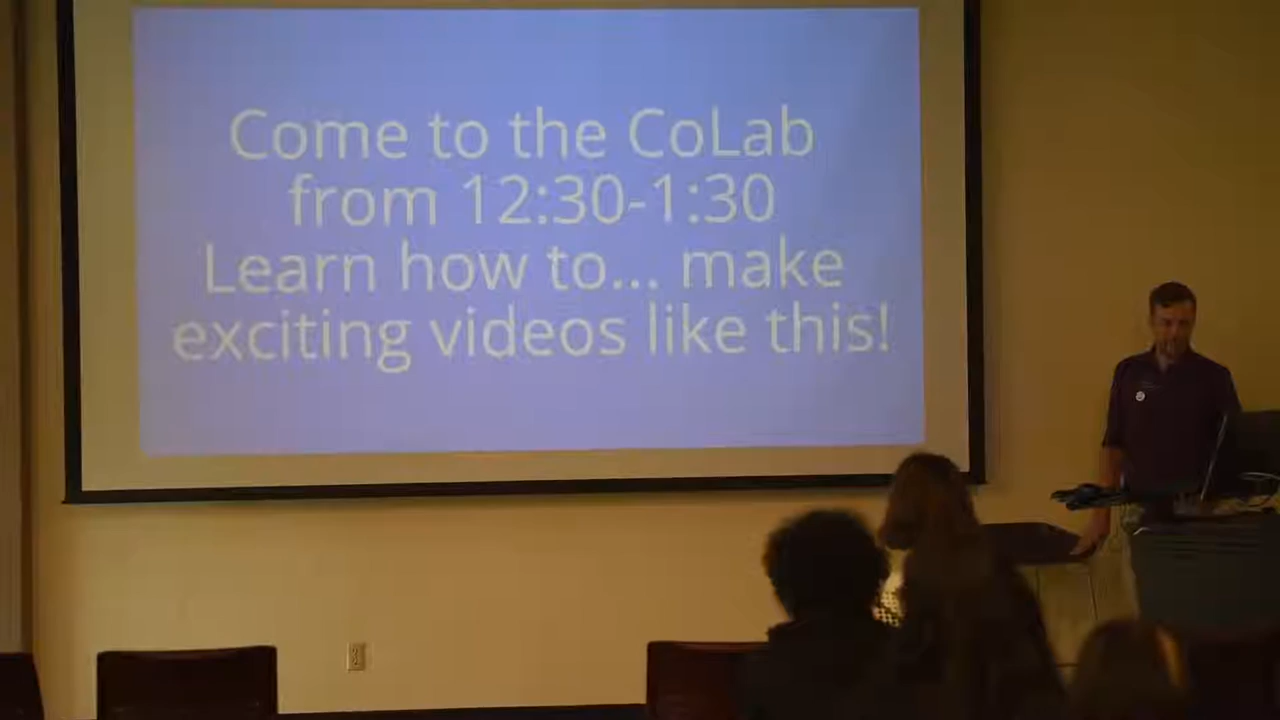 Come to the CoLab
from 12:30-1:30
Learn how to... make
exciting videos like this!